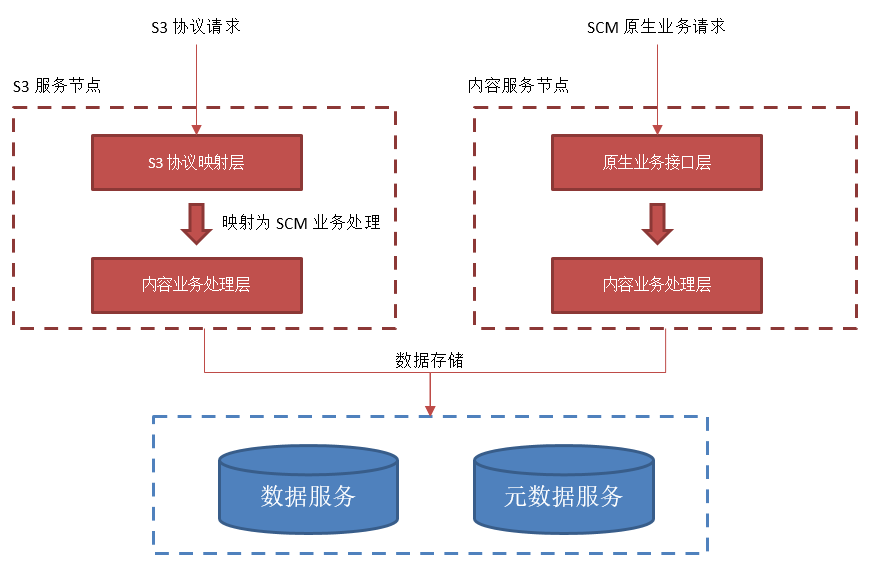 S3 协议请求
SCM 原生业务请求
S3 服务节点
内容服务节点
S3 协议映射层
原生业务接口层
映射为 SCM 业务处理
内容业务处理层
内容业务处理层
数据存储
数据服务
元数据服务